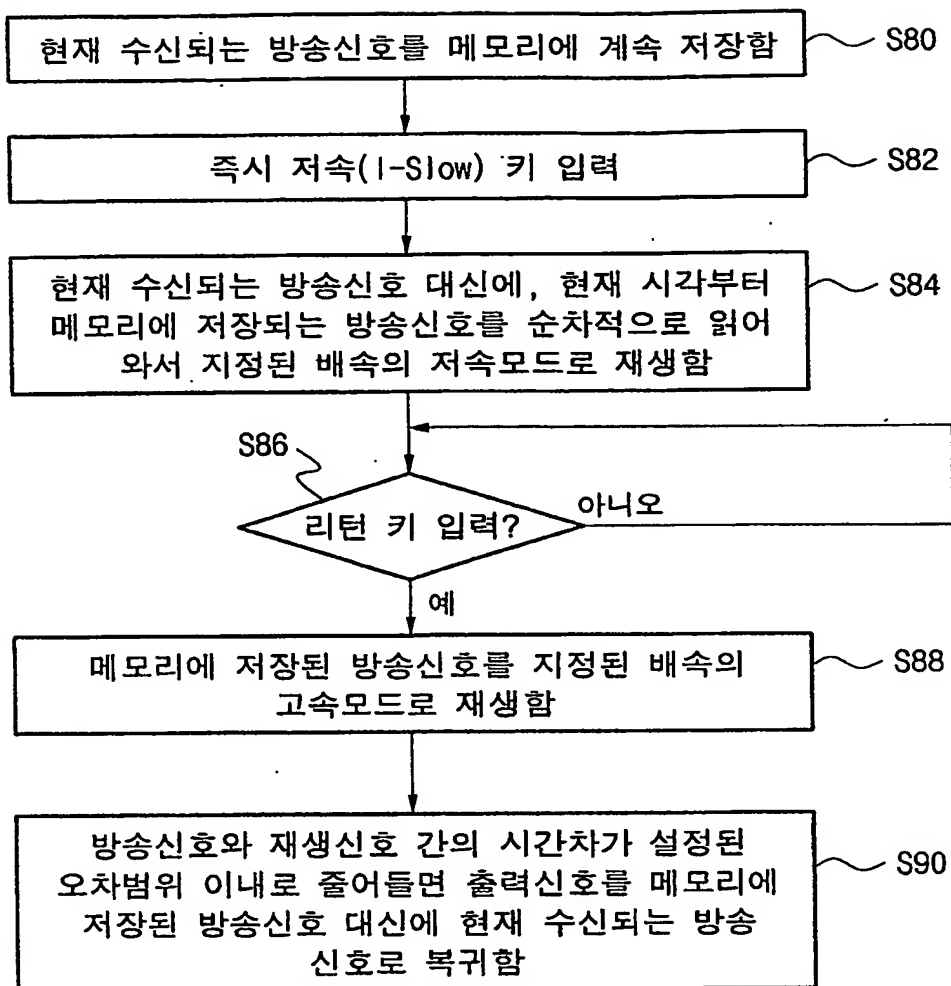 현재 수신되는 방송신호를 메모리에 계속 저장함
S80
즉시 저속(I-Slow) 키 입력
S82
현재 수신되는 방송신호 대신에, 현재 시각부터
메모리에 저장되는 방송신호를 순차적으로 읽어
와서 지정된 배속의 저속모드로 재생함
S84
S86
리턴 키 입력?
아니오
예
메모리에 저장된 방송신호를 지정된 배속의
고속모드로 재생함
S88
방송신호와 재생신호 간의 시간차가 설정된
오차범위 이내로 줄어들면 출력신호를 메모리에
저장된 방송신호 대신에 현재 수신되는 방송
신호로 복귀함
S90